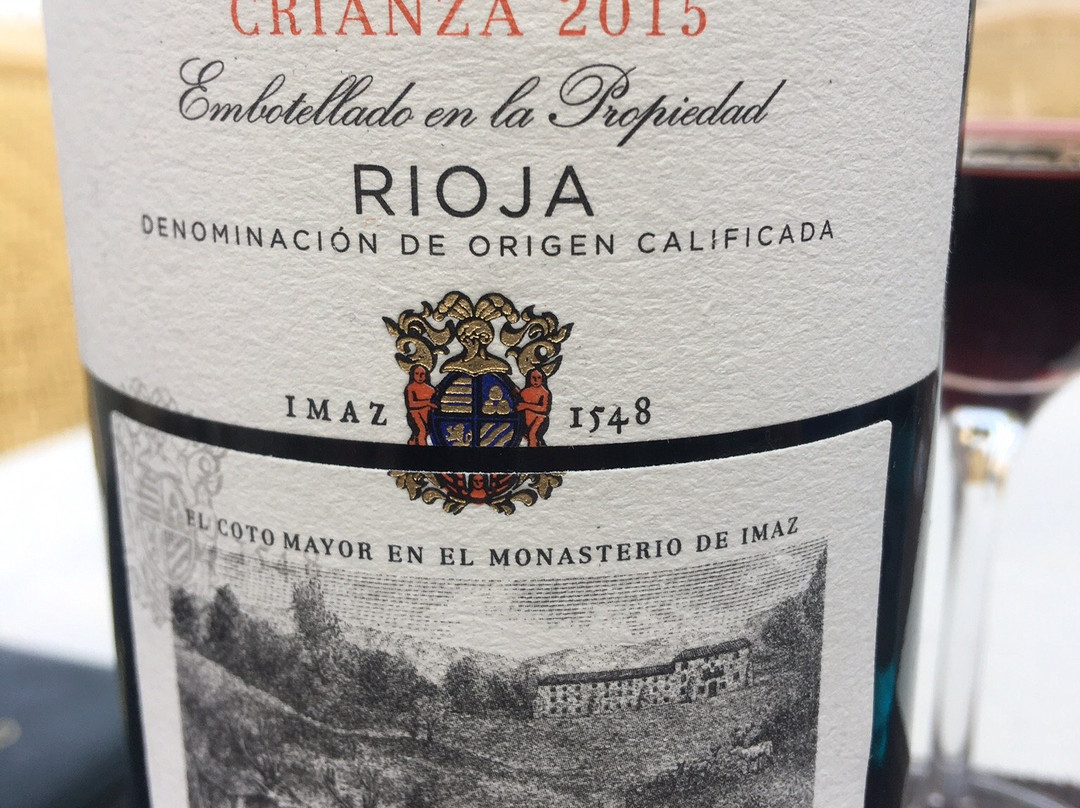 CRIANZA 2015
Embotellado en la Propiedad
RIOJA
DENOMINACIÓN DE ORIGEN CALIFICADA
IMAZ 1548
EL COTO MAYOR EN EL MONASTERIO DE IMAZ